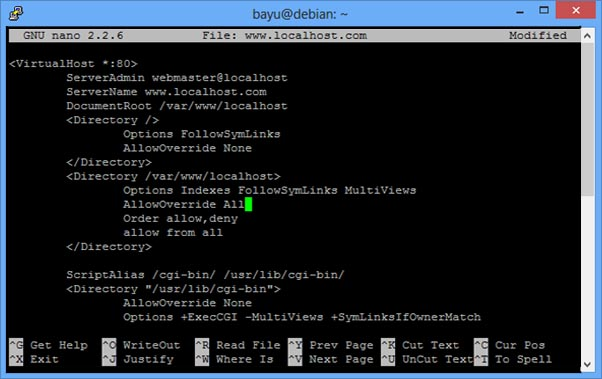 bayu@debian: ~
GNU nano 2.2.6 File: www.localhost.com Modified
<VirtualHost *:80>
ServerAdmin webmaster@localhost
ServerName www.localhost.com
DocumentRoot /var/www/localhost
<Directory />
Options FollowSymLinks
AllowOverride None
</Directory>
<Directory /var/www/localhost>
Options Indexes FollowSymLinks MultiViews
AllowOverride All
Order allow,deny
allow from all
</Directory>
ScriptAlias /cgi-bin/ /usr/lib/cgi-bin/
<Directory "/usr/lib/cgi-bin">
AllowOverride None
Options +ExecCGI -MultiViews +SymLinksIfOwnerMatch
^G Get Help ^O WriteOut ^R Read File ^Y Prev Page ^K Cut Text ^C Cur Pos
^X Exit ^J Justify ^W Where Is ^V Next Page ^U UnCut Text ^T To Spell